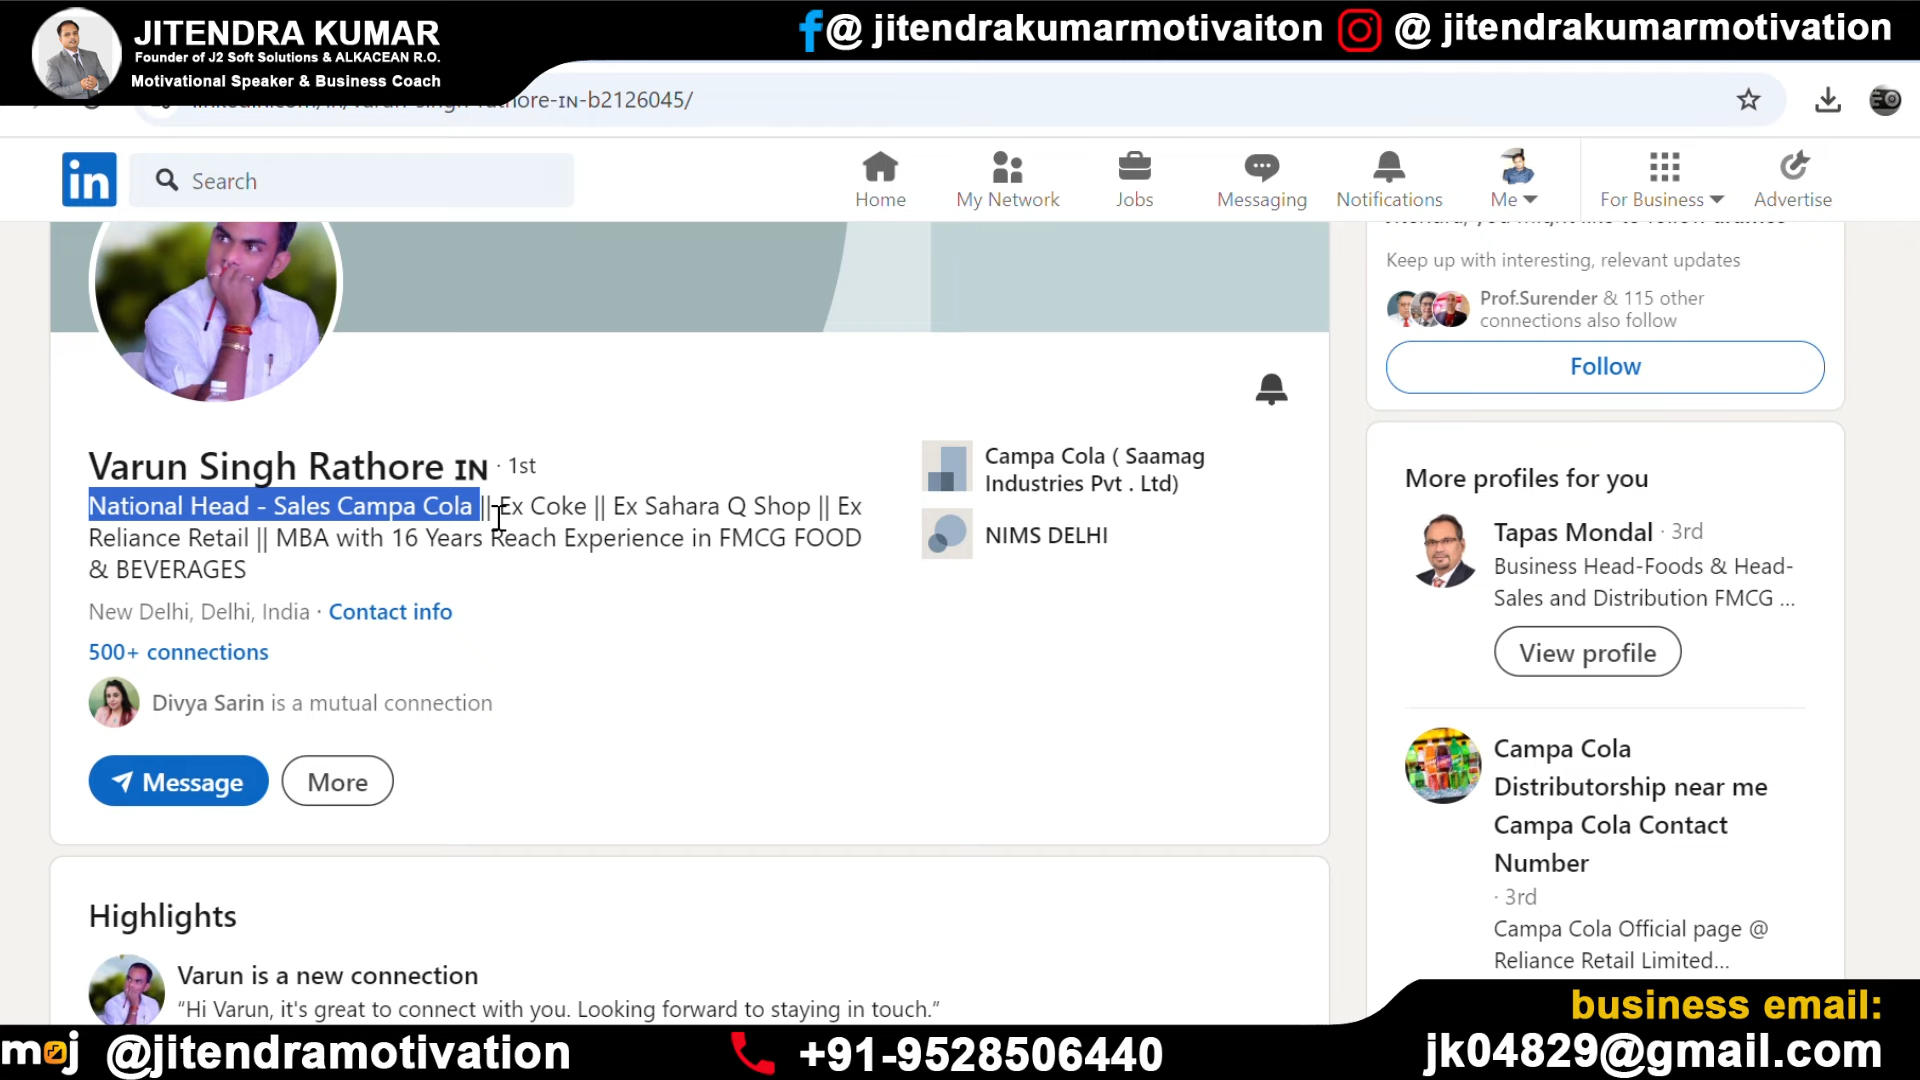 JITENDRA KUMAR
Founder of J2 Soft Solutions & ALKACEAN R.O.
Motivational Speaker & Business Coach
f@ jitendrakumarmotivaiton @ jitendrakumarmotivation
hore-IN-b2126045/
in Search
Home My Network Jobs Messaging Notifications Me For Business Advertise
Keep up with interesting, relevant updates
Prof.Surender & 115 other
connections also follow
Follow
Varun Singh Rathore IN · 1st
National Head - Sales Campa Cola || Ex Coke || Ex Sahara Q Shop || Ex
Reliance Retail || MBA with 16 Years Reach Experience in FMCG FOOD
& BEVERAGES
New Delhi, Delhi, India · Contact info
500+ connections
Divya Sarin is a mutual connection
Message More
Campa Cola ( Saamag
Industries Pvt . Ltd)
NIMS DELHI
More profiles for you
Tapas Mondal · 3rd
Business Head-Foods & Head-
Sales and Distribution FMCG ...
View profile
Campa Cola
Distributorship near me
Campa Cola Contact
Number
· 3rd
Campa Cola Official page @
Reliance Retail Limited...
Highlights
Varun is a new connection
“Hi Varun, it's great to connect with you. Looking forward to staying in touch.”
business email:
moj @jitendramotivation +91-9528506440 jk04829@gmail.com